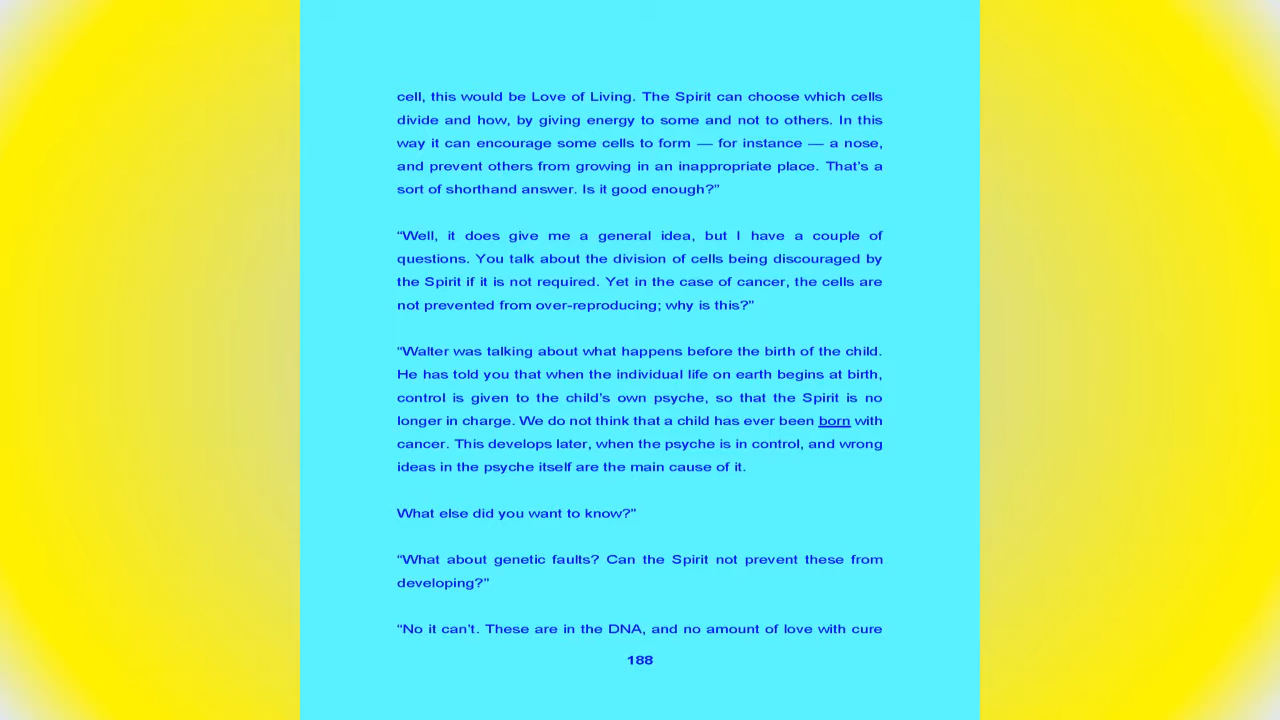 cell, this would be Love of Living. The Spirit can choose which cells
divide and how, by giving energy to some and not to others. In this
way it can encourage some cells to form — for instance — a nose,
and prevent others from growing in an inappropriate place. That’s a
sort of shorthand answer. Is it good enough?”
“Well, it does give me a general idea, but I have a couple of
questions. You talk about the division of cells being discouraged by
the Spirit if it is not required. Yet in the case of cancer, the cells are
not prevented from over-reproducing; why is this?”
“Walter was talking about what happens before the birth of the child.
He has told you that when the individual life on earth begins at birth,
control is given to the child’s own psyche, so that the Spirit is no
longer in charge. We do not think that a child has ever been born with
cancer. This develops later, when the psyche is in control, and wrong
ideas in the psyche itself are the main cause of it.
What else did you want to know?”
“What about genetic faults? Can the Spirit not prevent these from
developing?”
“No it can’t. These are in the DNA, and no amount of love with cure
188